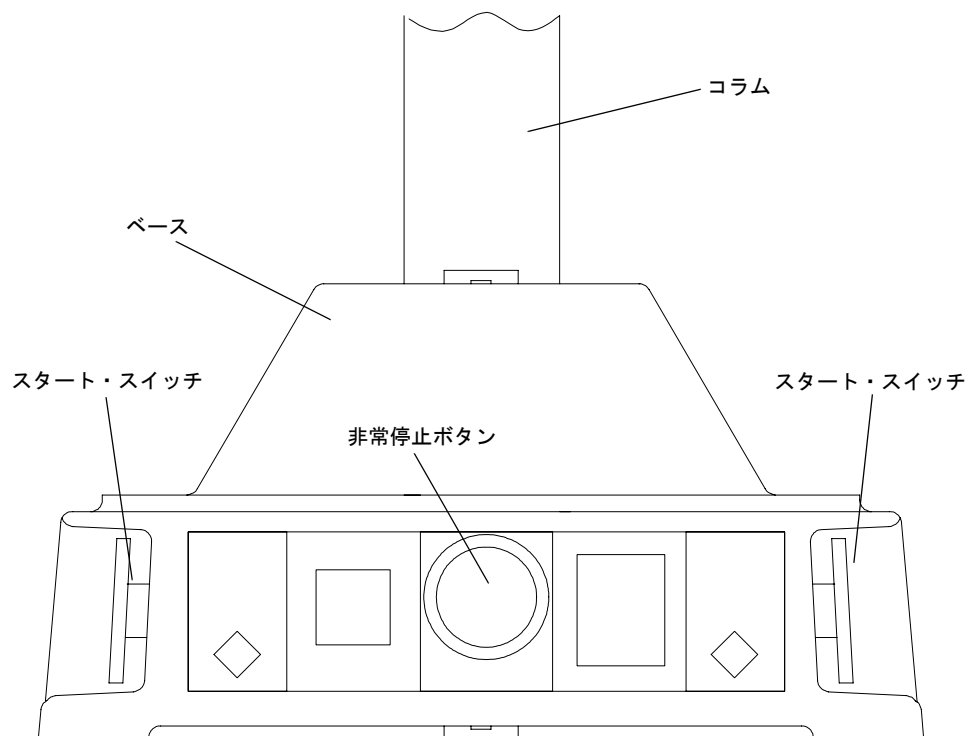 コラム
ベース
スタート・スイッチ
スタート・スイッチ
非常停止ボタン